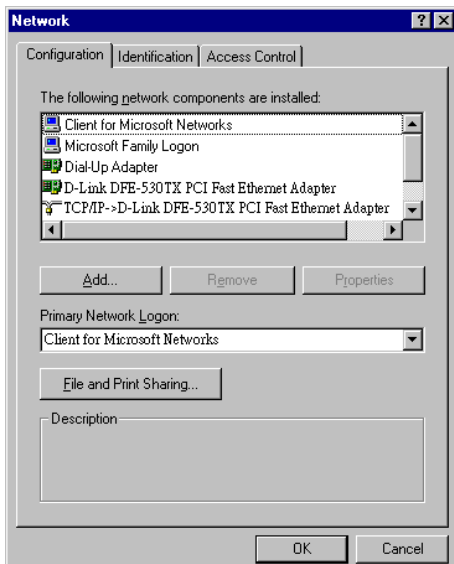 Network
Configuration Identification Access Control
The following network components are installed:
Client for Microsoft Networks
Microsoft Family Logon
Dial-Up Adapter
D-Link DFE-530TX PCI Fast Ethernet Adapter
TCP/IP->D-Link DFE-530TX PCI Fast Ethernet Adapter
Add... Remove Properties
Primary Network Logon:
Client for Microsoft Networks
File and Print Sharing...
Description
OK Cancel